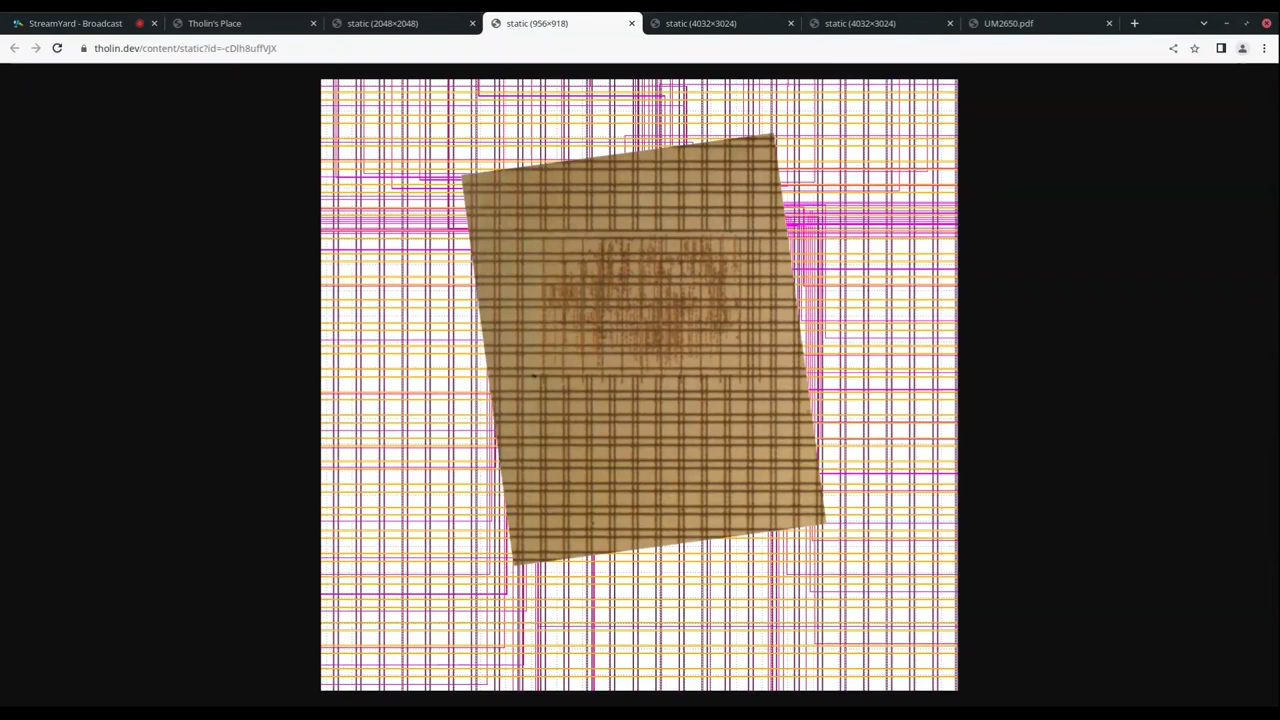 StreamYard - Broadcast
Tholin's Place
static (2048×2048)
static (956×918)
static (4032×3024)
static (4032×3024)
UM2650.pdf
tholin.dev/content/static?id=-cDlh8uffVJX